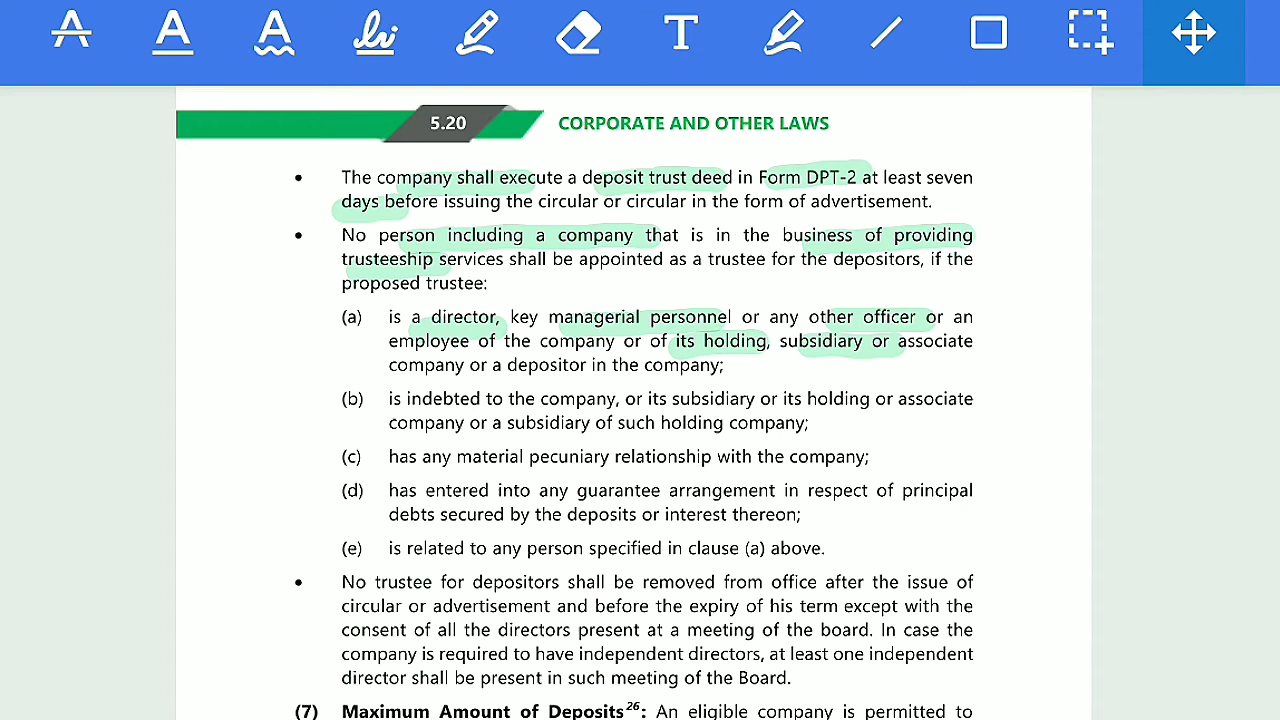 5.20 CORPORATE AND OTHER LAWS
• The company shall execute a deposit trust deed in Form DPT-2 at least seven
days before issuing the circular or circular in the form of advertisement.
• No person including a company that is in the business of providing
trusteeship services shall be appointed as a trustee for the depositors, if the
proposed trustee:
(a) is a director, key managerial personnel or any other officer or an
employee of the company or of its holding, subsidiary or associate
company or a depositor in the company;
(b) is indebted to the company, or its subsidiary or its holding or associate
company or a subsidiary of such holding company;
(c) has any material pecuniary relationship with the company;
(d) has entered into any guarantee arrangement in respect of principal
debts secured by the deposits or interest thereon;
(e) is related to any person specified in clause (a) above.
• No trustee for depositors shall be removed from office after the issue of
circular or advertisement and before the expiry of his term except with the
consent of all the directors present at a meeting of the board. In case the
company is required to have independent directors, at least one independent
director shall be present in such meeting of the Board.
(7) Maximum Amount of Deposits²⁶: An eligible company is permitted to